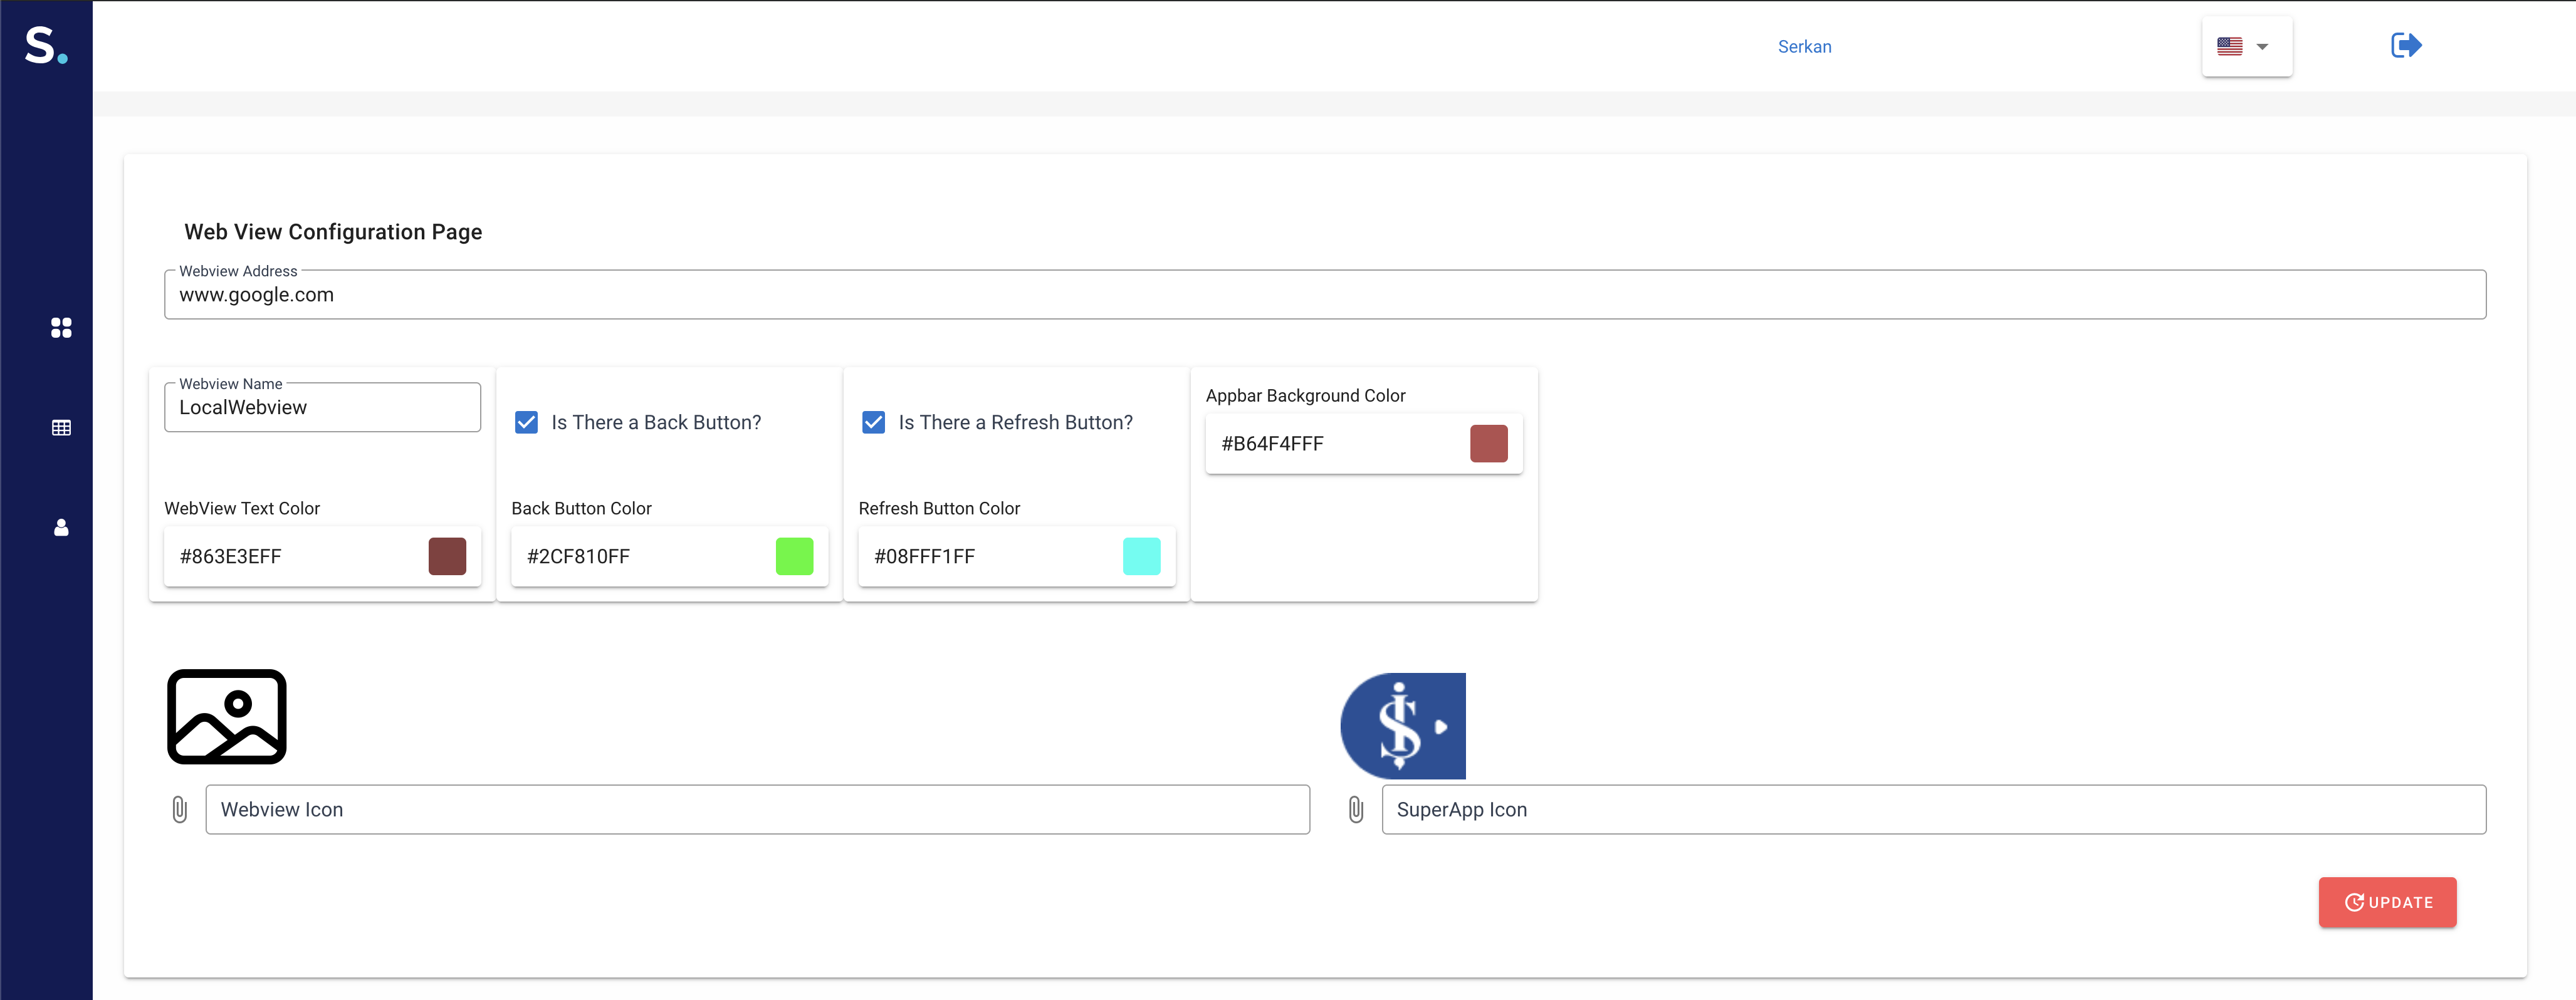 S.
Serkan
Web View Configuration Page
Webview Address
www.google.com
Webview Name
LocalWebview
Is There a Back Button?
Is There a Refresh Button?
Appbar Background Color
#B64F4FFF
WebView Text Color
#863E3EFF
Back Button Color
#2CF810FF
Refresh Button Color
#08FFF1FF
Webview Icon
SuperApp Icon
UPDATE